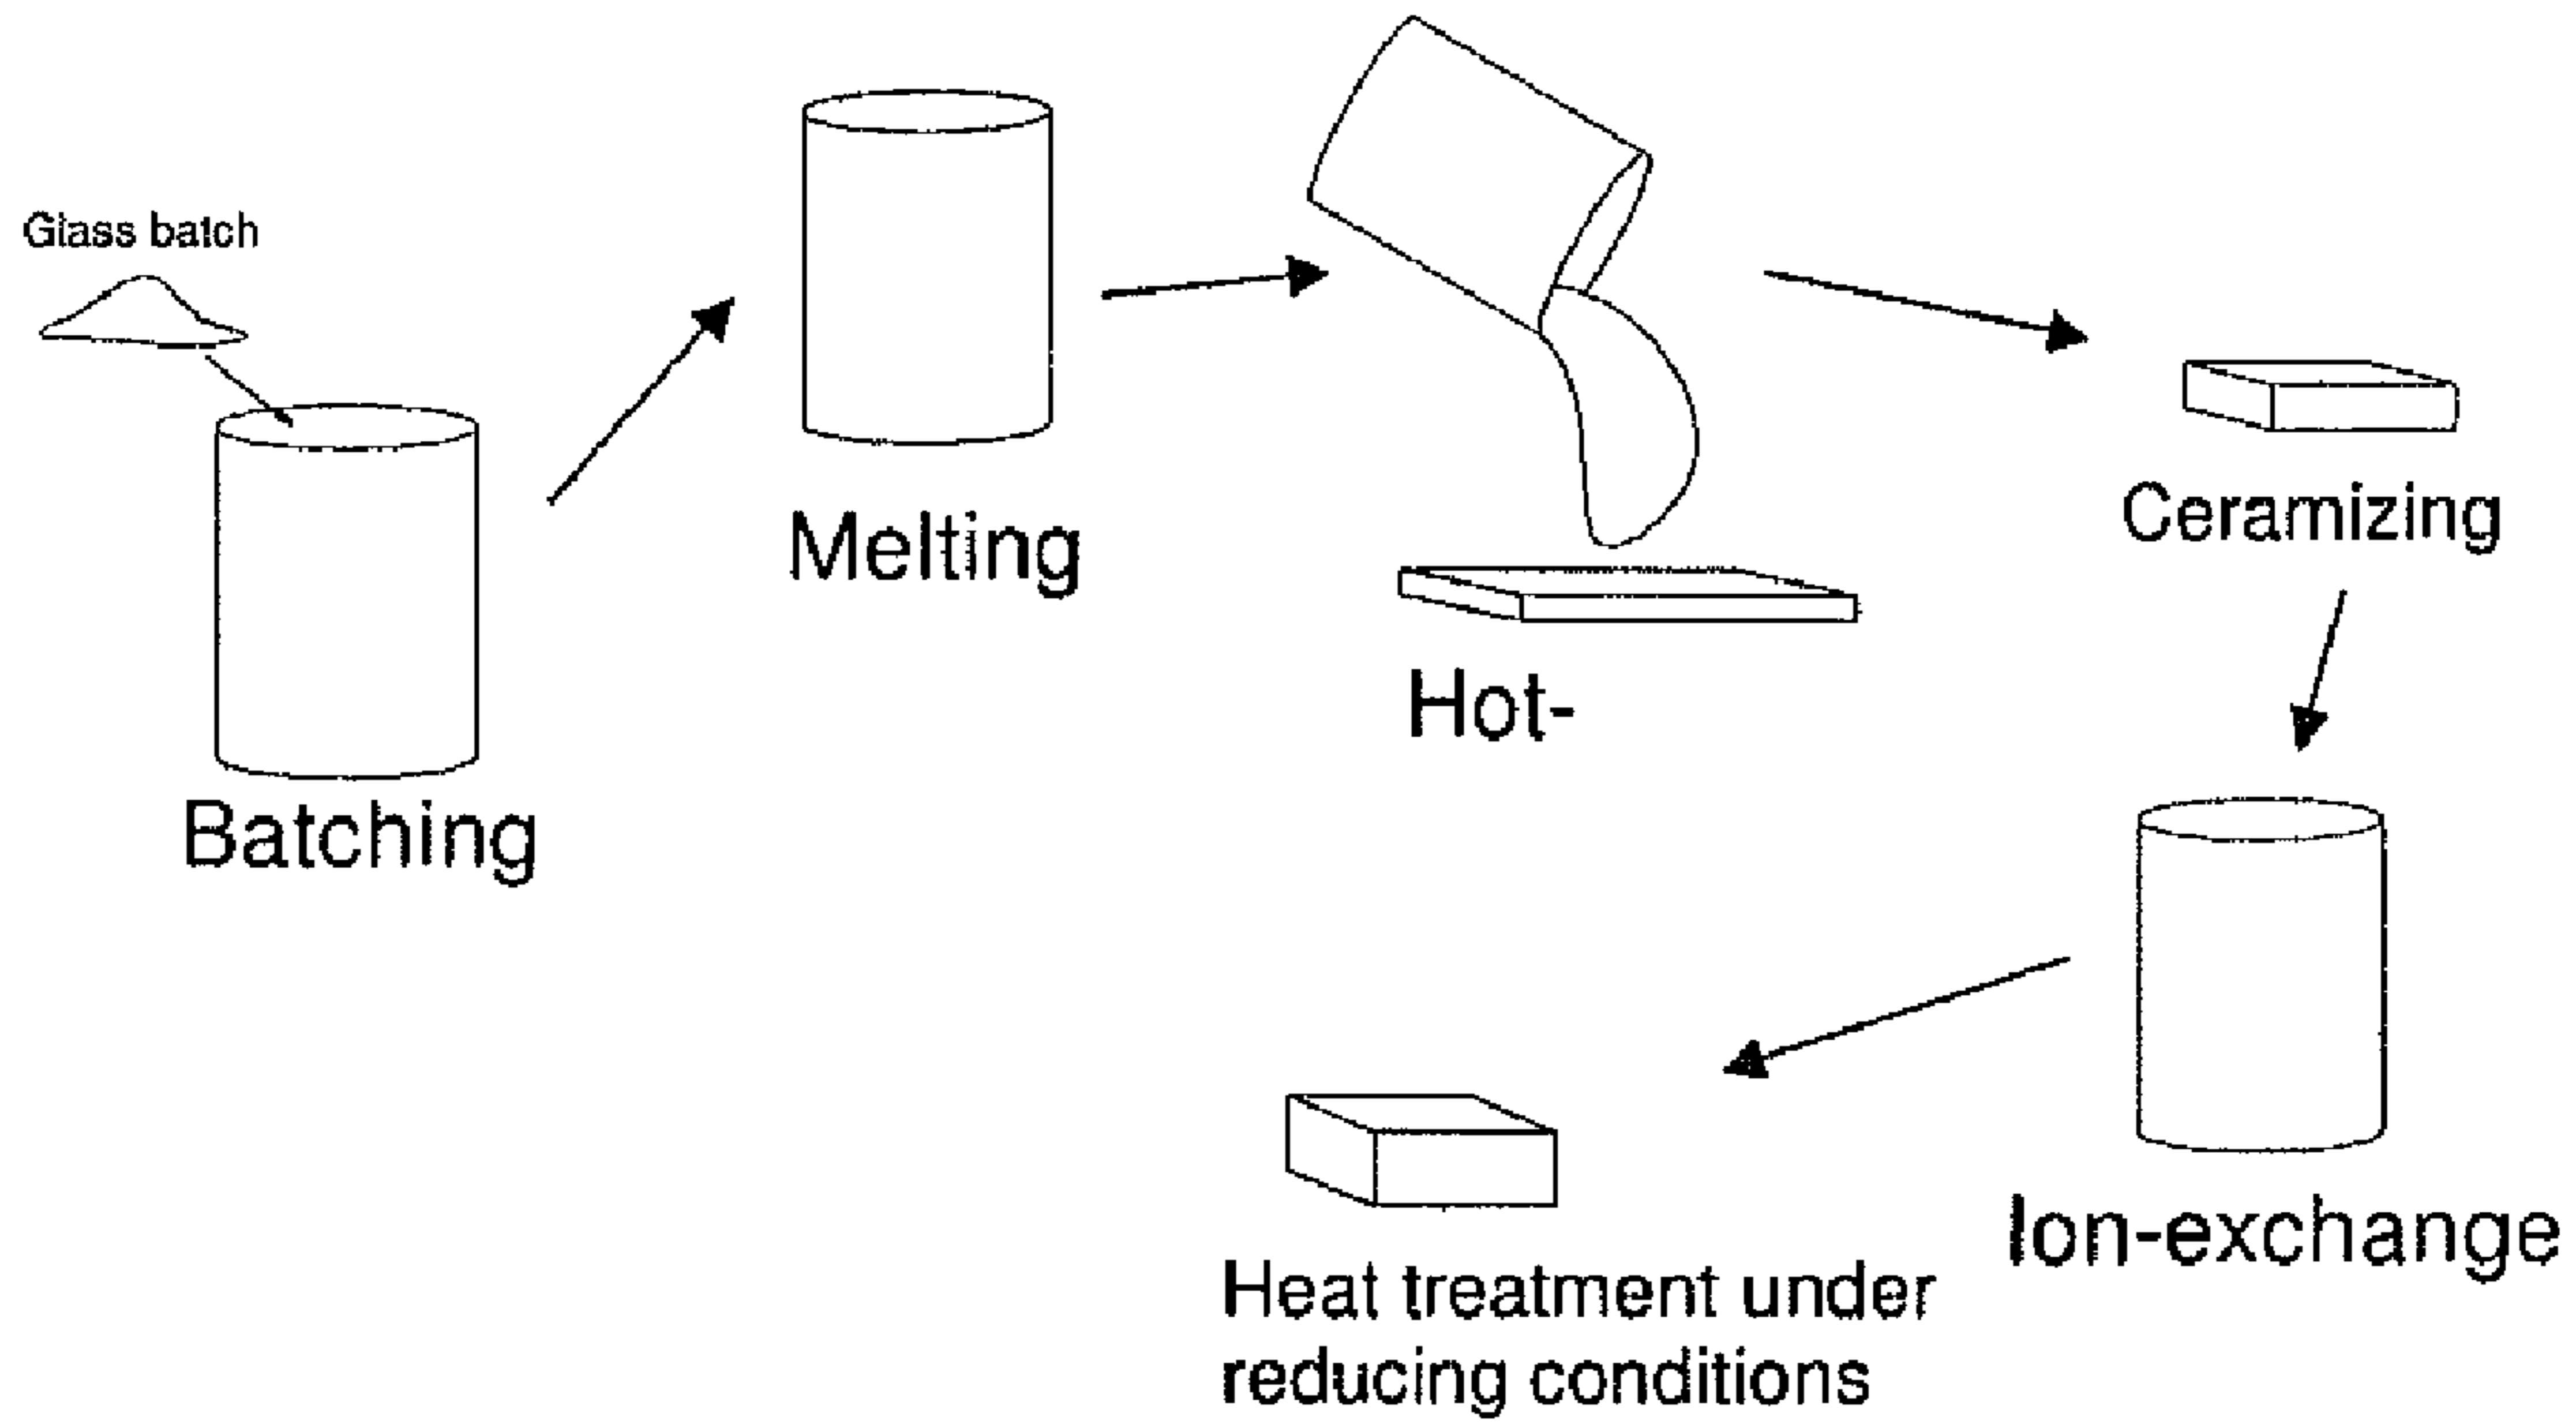 Glass batch
Batching
Melting
Hot-
Ceramizing
Ion-exchange
Heat treatment under
reducing conditions